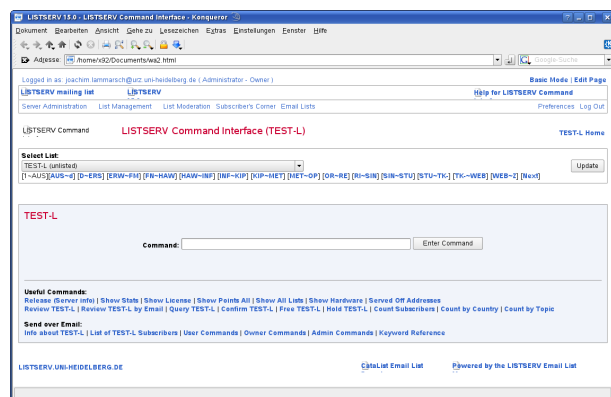 LISTSERV 15.0 - LISTSERV Command Interface - Konqueror
Dokument Bearbeiten Ansicht Gehe zu Lesezeichen Extras Einstellungen Fenster Hilfe
Adresse: /home/x92/Documents/wa2.html Google-Suche
Logged in as: joachim.lammarsch@urz.uni-heidelberg.de ( Administrator - Owner ) Basic Mode | Edit Page
LISTSERV mailing list LISTSERV Help for LISTSERV Command
Server Administration List Management List Moderation Subscriber's Corner Email Lists Preferences Log Out
LISTSERV Command LISTSERV Command Interface (TEST-L) TEST-L Home
Select List:
TEST-L (unlisted) Update
[1~AUS][AUS~d] [D~ERS] [ERW~FM] [FN~HAW] [HAW~INF] [INF~KIP] [KIP~MET] [MET~OP] [OR~RE] [RI~SIN] [SIN~STU] [STU~TK-] [TK-~WEB] [WEB~Z] [Next]
TEST-L
Command: Enter Command
Useful Commands:
Release (Server info) | Show Stats | Show License | Show Points All | Show All Lists | Show Hardware | Served Off Addresses
Review TEST-L | Review TEST-L by Email | Query TEST-L | Confirm TEST-L | Free TEST-L | Hold TEST-L | Count Subscribers | Count by Country | Count by Topic
Send over Email:
Info about TEST-L | List of TEST-L Subscribers | User Commands | Owner Commands | Admin Commands | Keyword Reference
LISTSERV.UNI-HEIDELBERG.DE CataList Email List Powered by the LISTSERV Email List